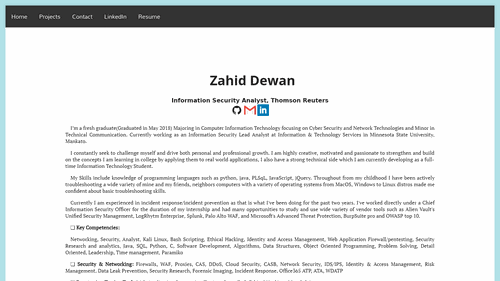 Home Projects Contact LinkedIn Resume
Zahid Dewan
Information Security Analyst, Thomson Reuters
I'm a fresh graduate(Graduated in May 2018) Majoring in Computer Information Technology focusing on Cyber Security and Network Technologies and Minor in
Technical Communication. Currently working as an Information Security Lead Analyst at Information & Technology Services in Minnesota State University,
Mankato.
I constantly seek to challenge myself and drive both personal and professional growth. I am highly creative, motivated and passionate to strengthen and build
on the concepts I am learning in college by applying them to real world applications, I also have a strong technical side which I am currently developing as a full-
time Information Technology Student.
My Skills include knowledge of programming languages such as python, java, PLSqL, JavaScript, jQuery. Throughout from my childhood I have been actively
troubleshooting a wide variety of mine and my friends, neighbors computers with a variety of operating systems from MacOS, Windows to Linux distros made me
confident about basic troubleshooting skills.
Currently I am experienced in incident response/incident prevention as that is what I've been doing for the past two years. I've worked directly under a Chief
Information Security Officer for the duration of my internship and had many opportunities to study and use wide variety of vendor tools such as Alien Vault's
Unified Security Management, LogRhytm Enterprise, Splunk, Palo Alto WAF, and Microsoft's Advanced Threat Protection, BurpSuite pro and OWASP top 10.
❑ Key Competencies:
Networking, Security, Analyst, Kali Linux, Bash Scripting, Ethical Hacking, Identity and Access Management, Web Application Firewall/pentesting, Security
Research and analytics, Java, SQL, Python, C, Software Development, Algorithms, Data Structures, Object Oriented Programming, Problem Solving, Detail
Oriented, Leadership, Time management, Paramiko
❑ Security & Networking: Firewalls, WAF, Proxies, CAS, DDoS, Cloud Security, CASB, Network Security, IDS/IPS, Identity & Access Management, Risk
Management, Data Leak Prevention, Security Research, Forensic Imaging, Incident Response, Office365 ATP, ATA, WDATP